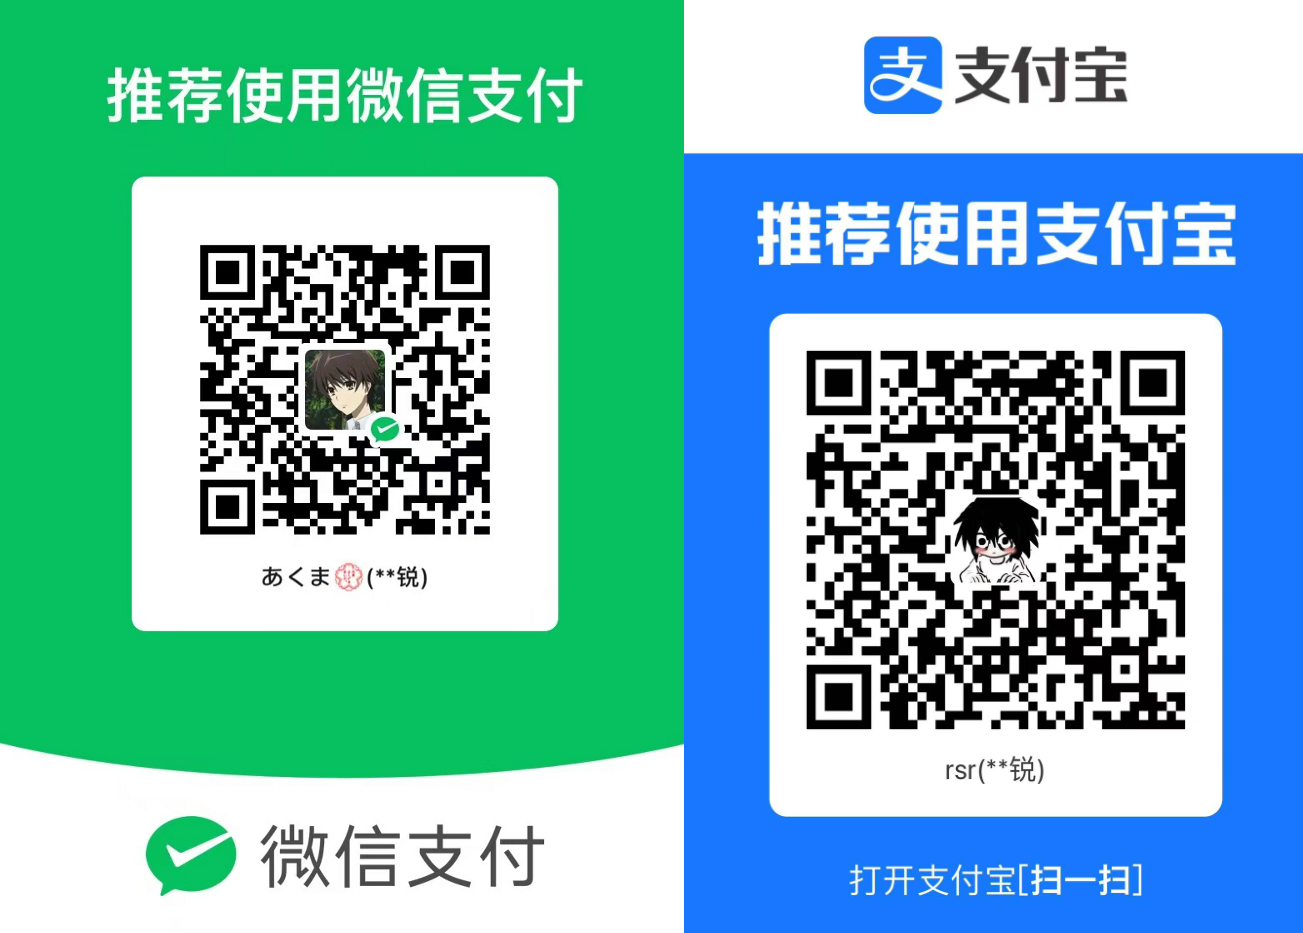 推荐使用微信支付
あくま(**锐)
微信支付
支付宝
推荐使用支付宝
rsr(**锐)
打开支付宝[扫一扫]